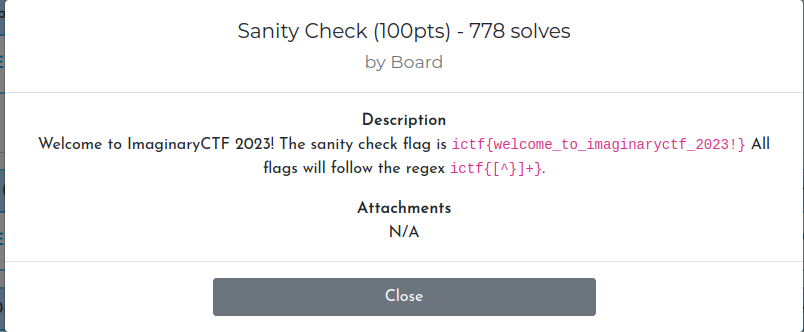 Sanity Check (100pts) - 778 solves
by Board
Description
Welcome to ImaginaryCTF 2023! The sanity check flag is ictf{welcome_to_imaginaryctf_2023!} All
flags will follow the regex ictf{[^}]+}.
Attachments
N/A
Close